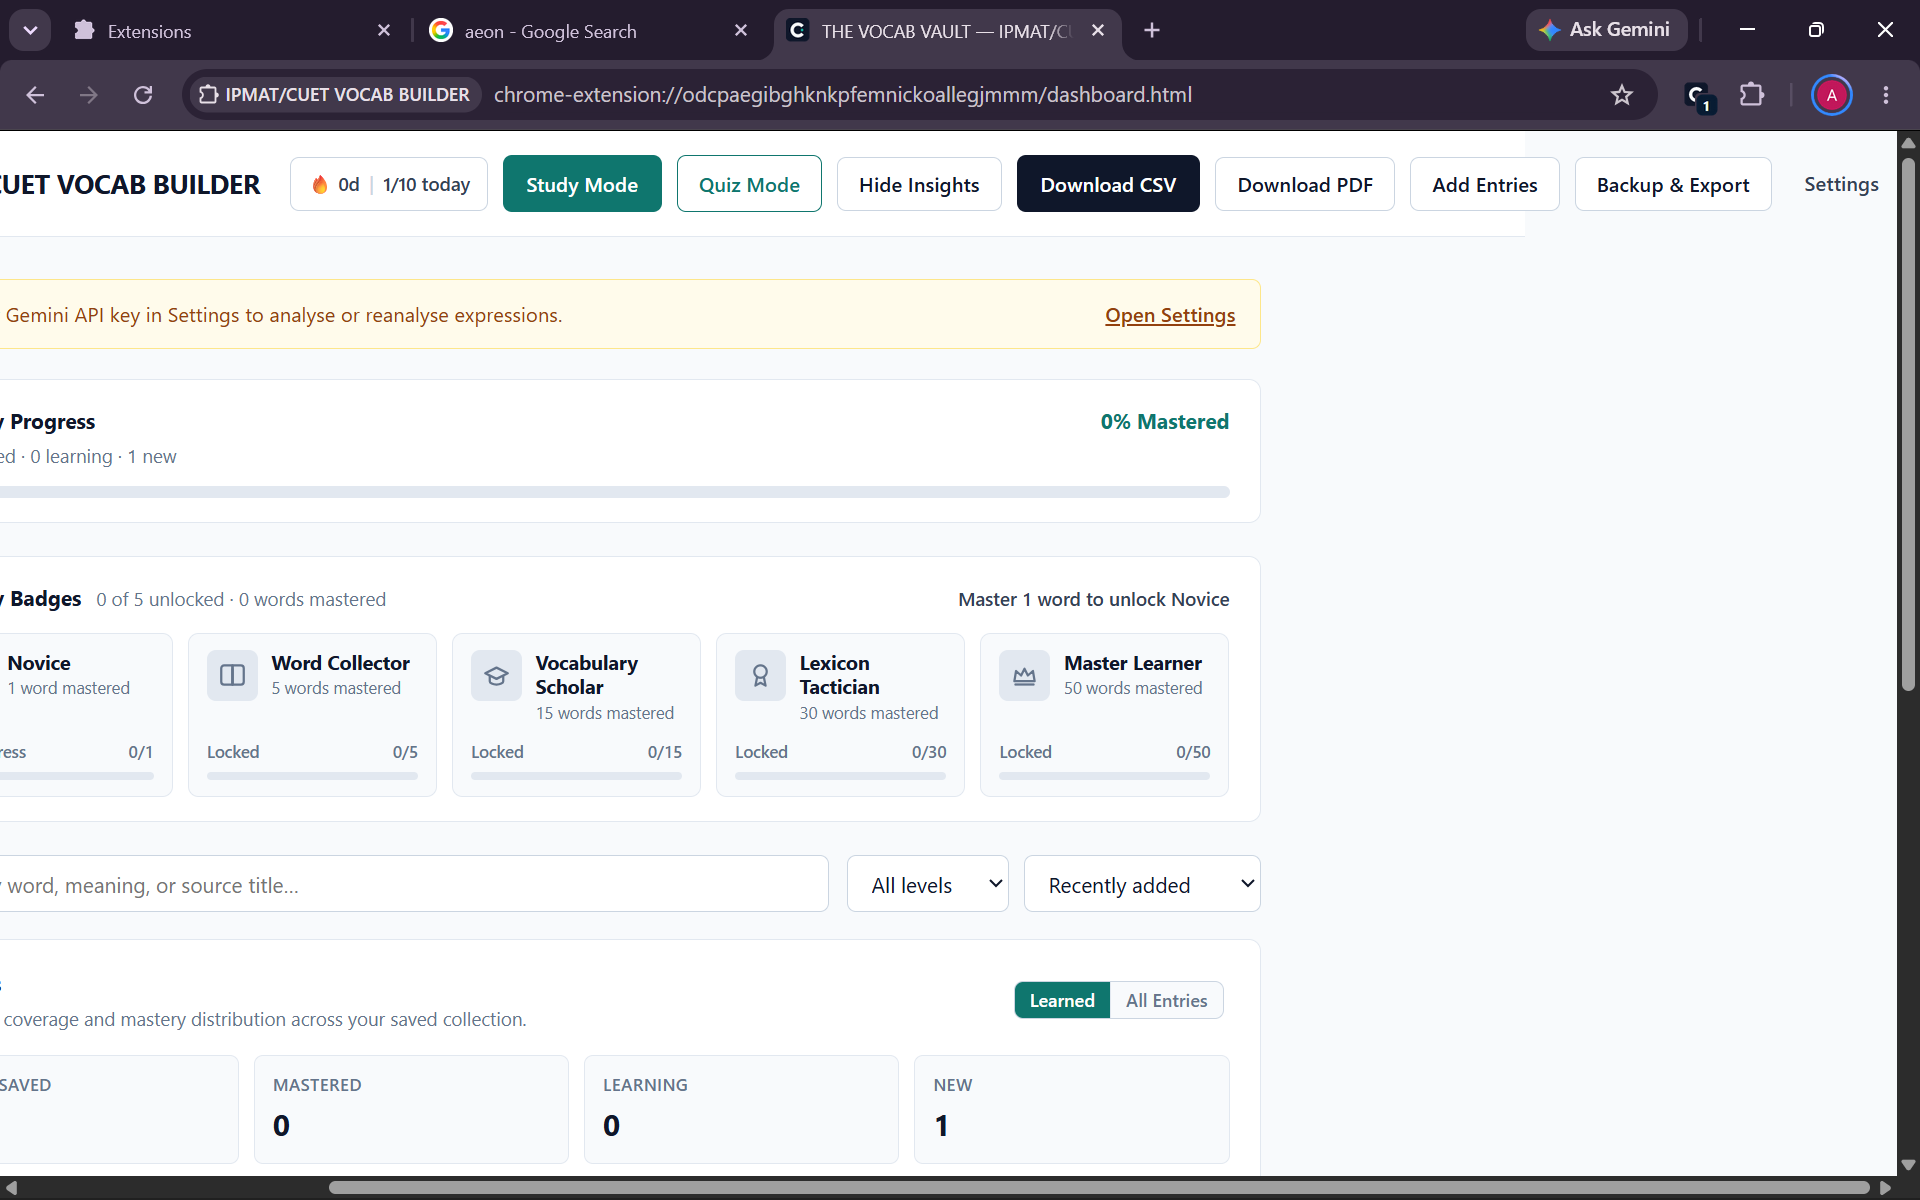 Extensions
aeon - Google Search
THE VOCAB VAULT — IPMAT/CU
Ask Gemini
IPMAT/CUET VOCAB BUILDER
chrome-extension://odcpaegibghknkpfemnickoallegjmmm/dashboard.html
1
A
CUET VOCAB BUILDER
0d | 1/10 today
Study Mode
Quiz Mode
Hide Insights
Download CSV
Download PDF
Add Entries
Backup & Export
Settings
Gemini API key in Settings to analyse or reanalyse expressions.
Open Settings
y Progress
0% Mastered
ed · 0 learning · 1 new
y Badges
0 of 5 unlocked · 0 words mastered
Master 1 word to unlock Novice
Novice
1 word mastered
ress
0/1
Word Collector
5 words mastered
Locked
0/5
Vocabulary
Scholar
15 words mastered
Locked
0/15
Lexicon
Tactician
30 words mastered
Locked
0/30
Master Learner
50 words mastered
Locked
0/50
y word, meaning, or source title...
All levels
Recently added
s
coverage and mastery distribution across your saved collection.
Learned
All Entries
SAVED
MASTERED
0
LEARNING
0
NEW
1